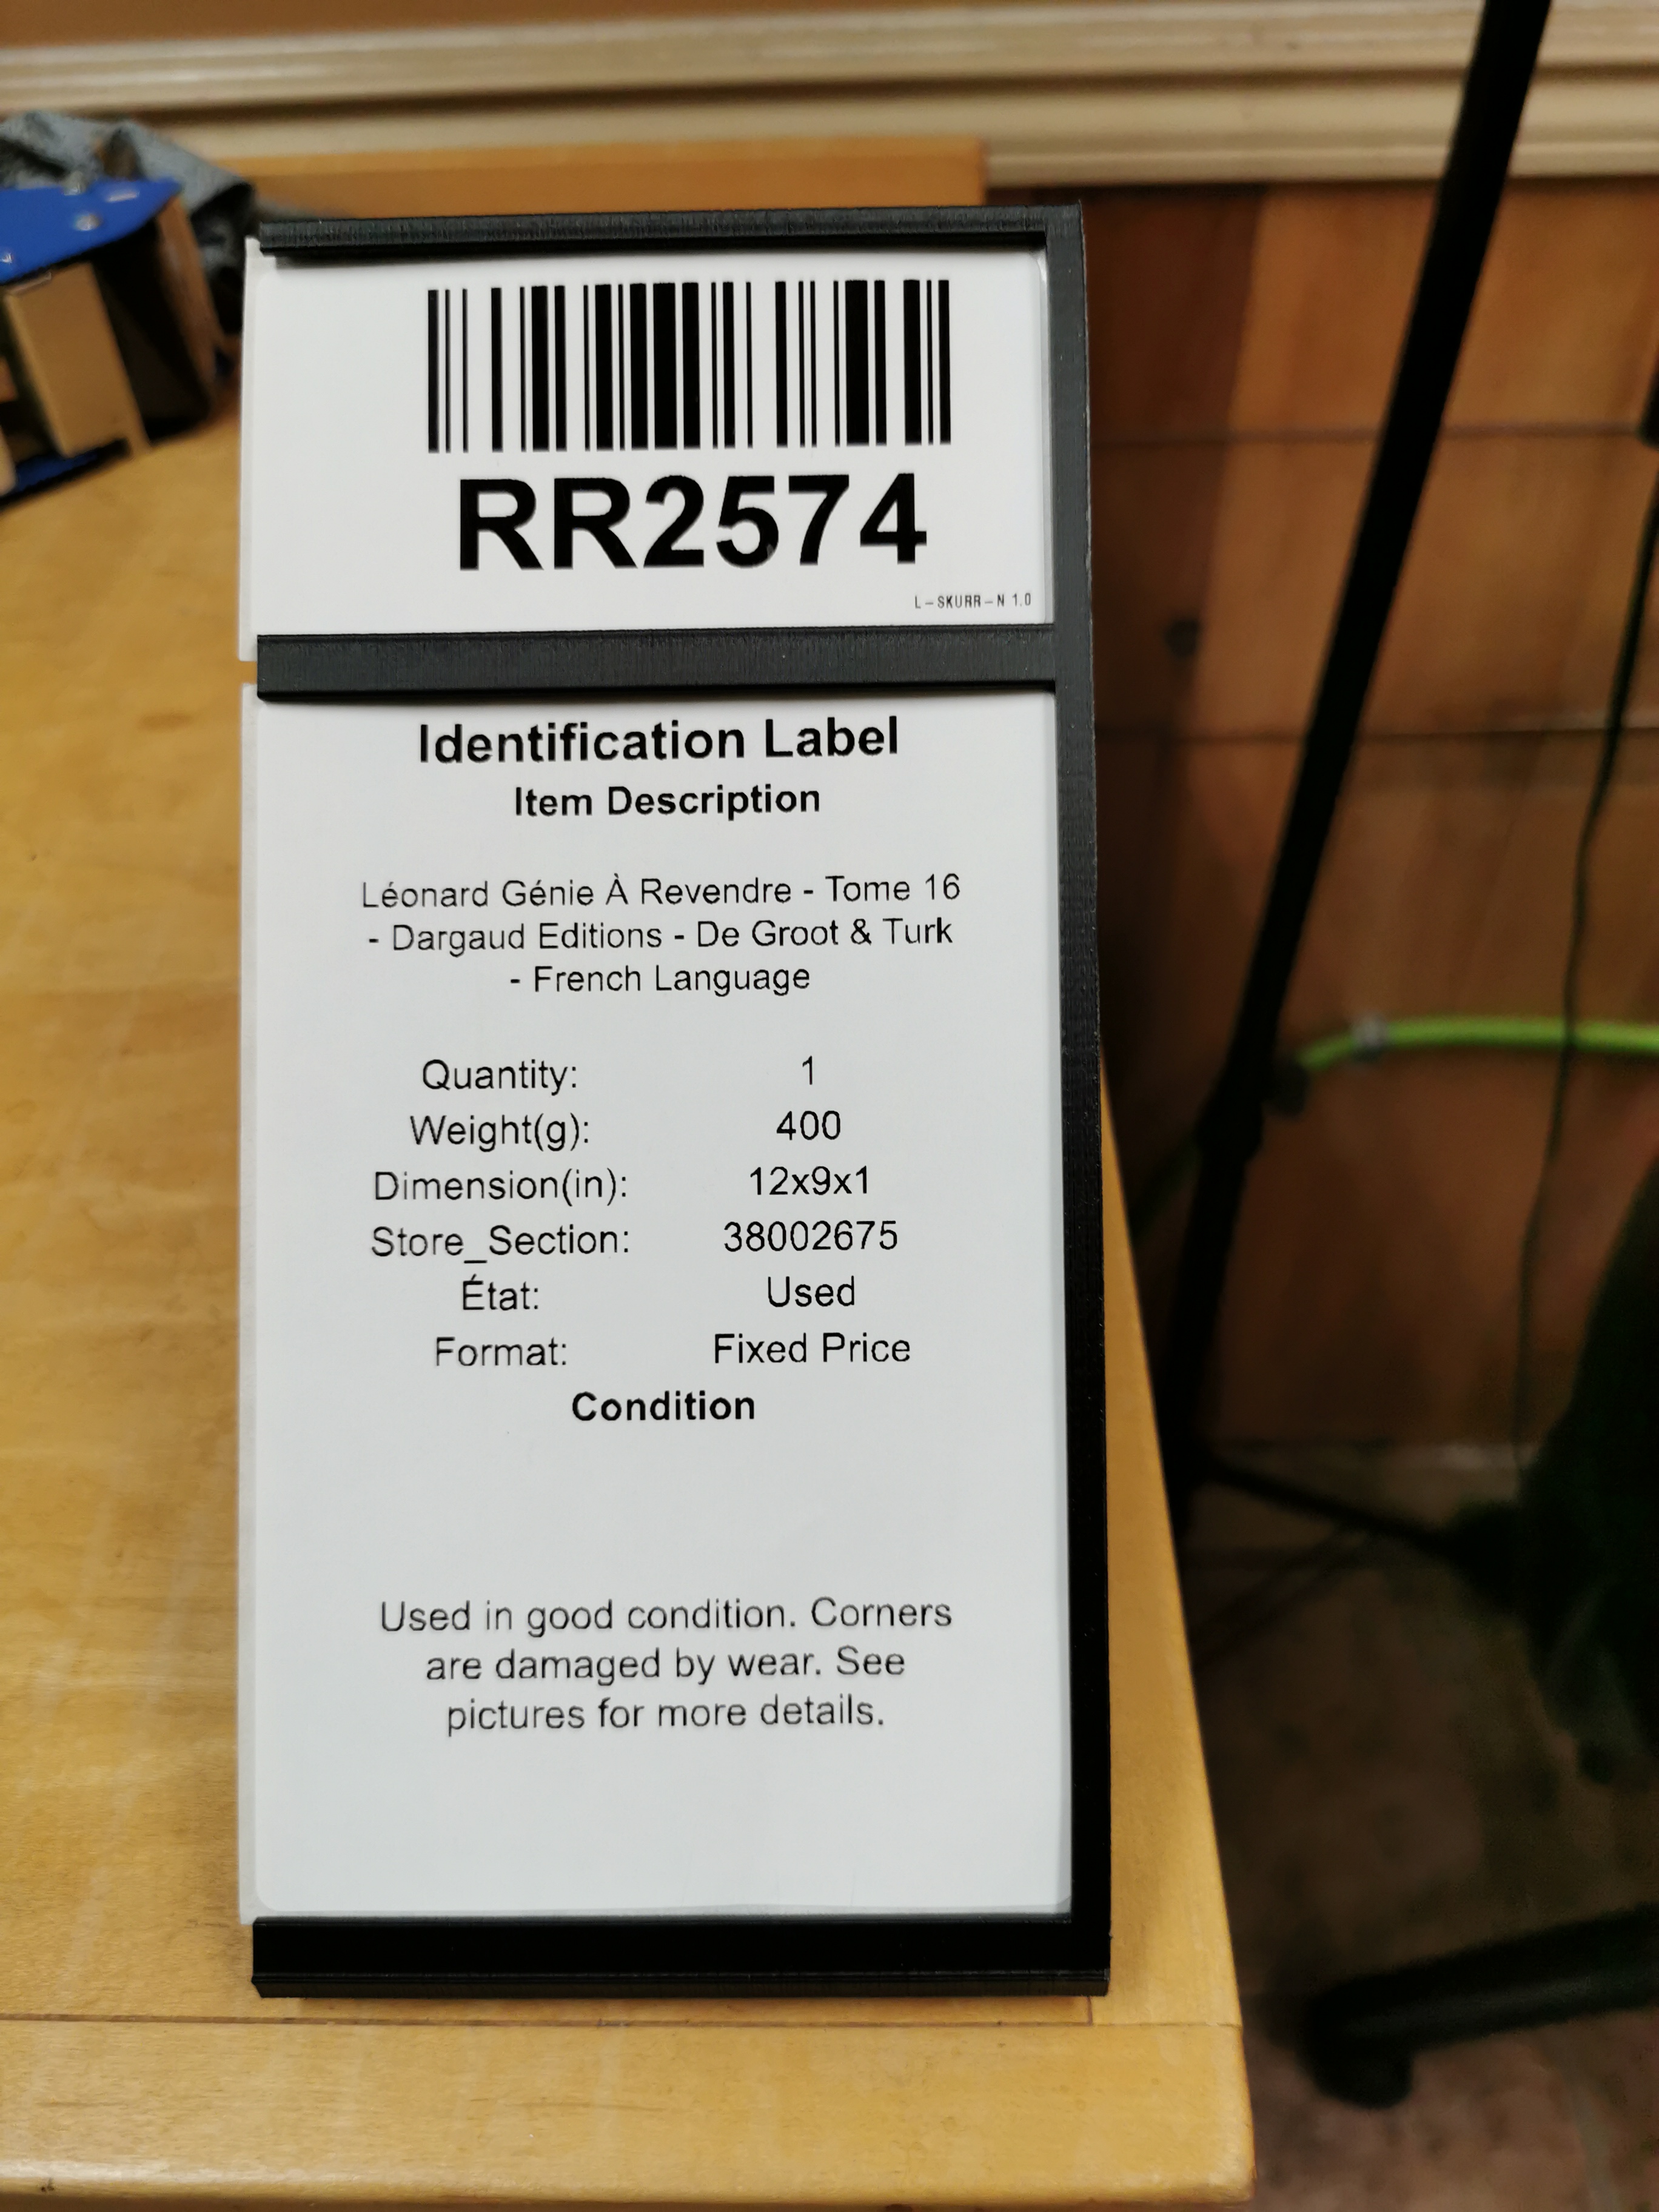 RR2574
L-SKURR-N 1.0
Identification Label
Item Description
Léonard Génie À Revendre - Tome 16
- Dargaud Editions - De Groot & Turk
- French Language
Quantity: 1
Weight(g): 400
Dimension(in): 12x9x1
Store_Section: 38002675
État: Used
Format: Fixed Price
Condition
Used in good condition. Corners
are damaged by wear. See
pictures for more details.